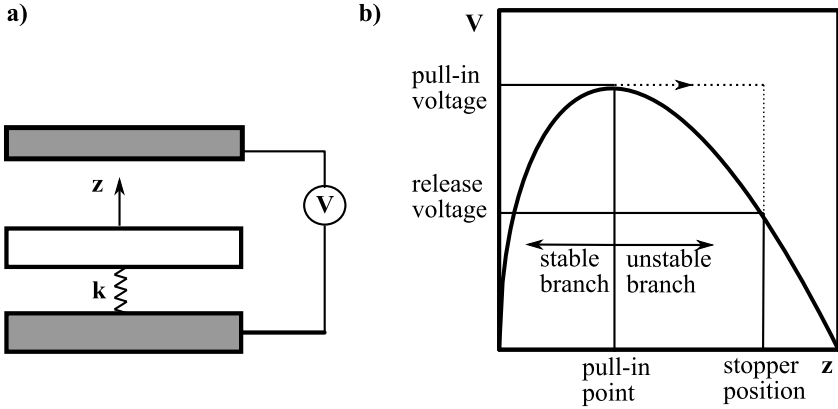 a)
z
k
V
b)
V
pull-in
voltage
release
voltage
stable
branch
unstable
branch
pull-in
point
stopper
position
z